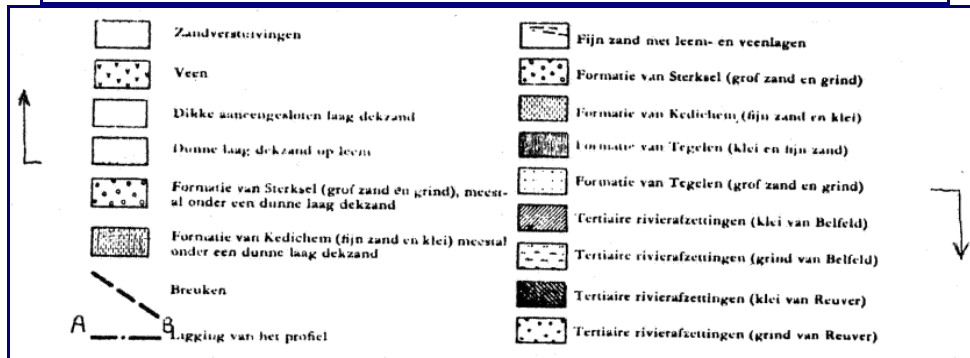 Zandverstuivingen
Veen
Dikke aaneengesloten laag dekzand
Dunne laag dekzand op leem
Formatie van Sterksel (grof zand en grind), meest-
al onder een dunne laag dekzand
Formatie van Kedichem (fijn zand en klei) meestal
onder een dunne laag dekzand
Breuken
A B
Ligging van het profiel
Fijn zand met leem- en veenlagen
Formatie van Sterksel (grof zand en grind)
Formatie van Kedichem (fijn zand en klei)
Formatie van Tegelen (klei en fijn zand)
Formatie van Tegelen (grof zand en grind)
Tertiaire rivierafzettingen (klei van Belfeld)
Tertiaire rivierafzettingen (grind van Belfeld)
Tertiaire rivierafzettingen (klei van Reuver)
Tertiaire rivierafzettingen (grind van Reuver)